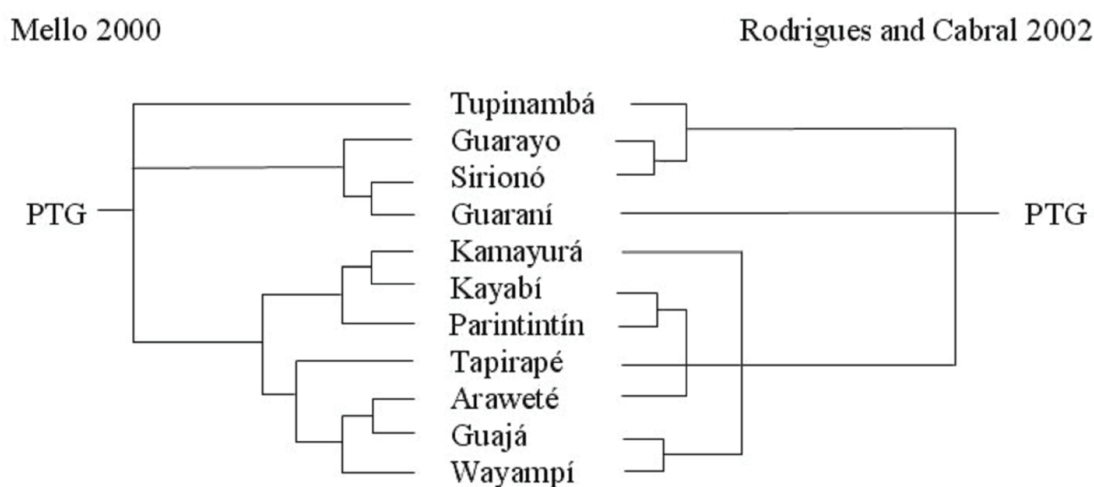 Mello 2000
Rodrigues and Cabral 2002
Tupinambá
Guarayo
Sirionó
PTG
Guaraní
PTG
Kamayurá
Kayabí
Parintintín
Tapirapé
Araweté
Guajá
Wayampí